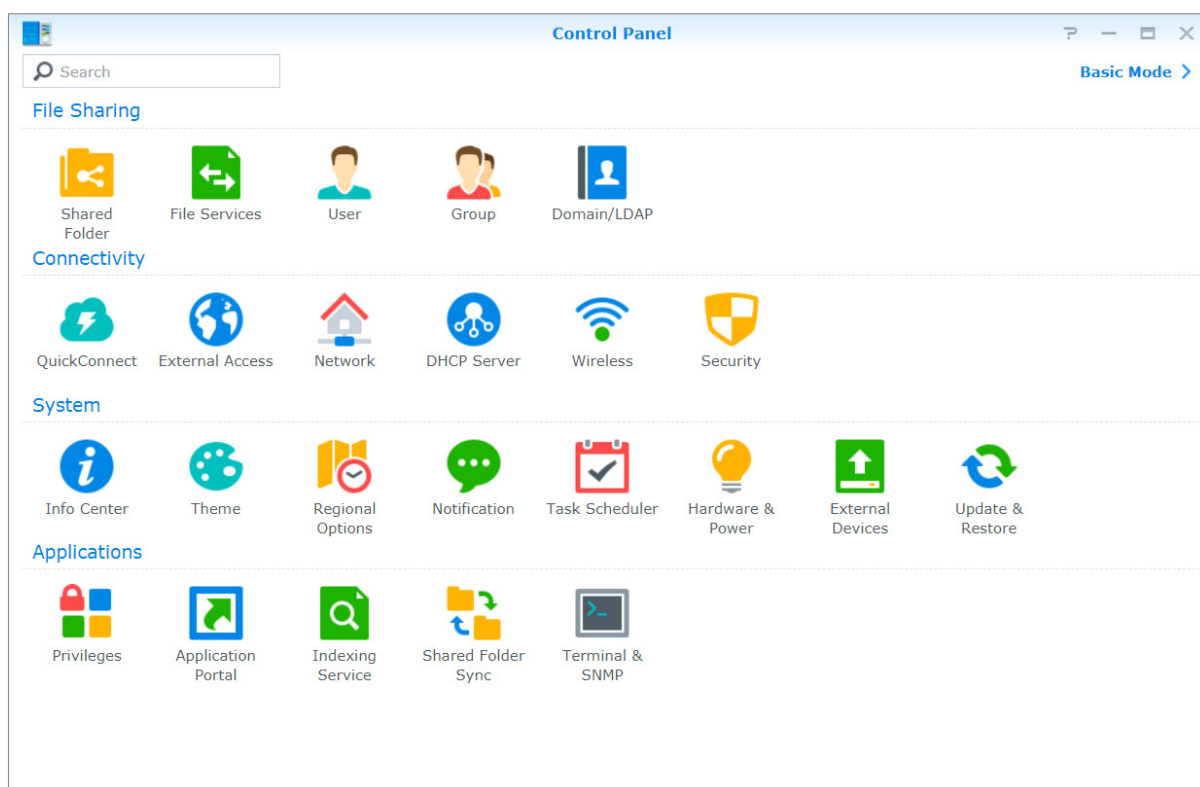 Control Panel
Search
Basic Mode
File Sharing
Shared Folder
File Services
User
Group
Domain/LDAP
Connectivity
QuickConnect
External Access
Network
DHCP Server
Wireless
Security
System
Info Center
Theme
Regional Options
Notification
Task Scheduler
Hardware & Power
External Devices
Update & Restore
Applications
Privileges
Application Portal
Indexing Service
Shared Folder Sync
Terminal & SNMP